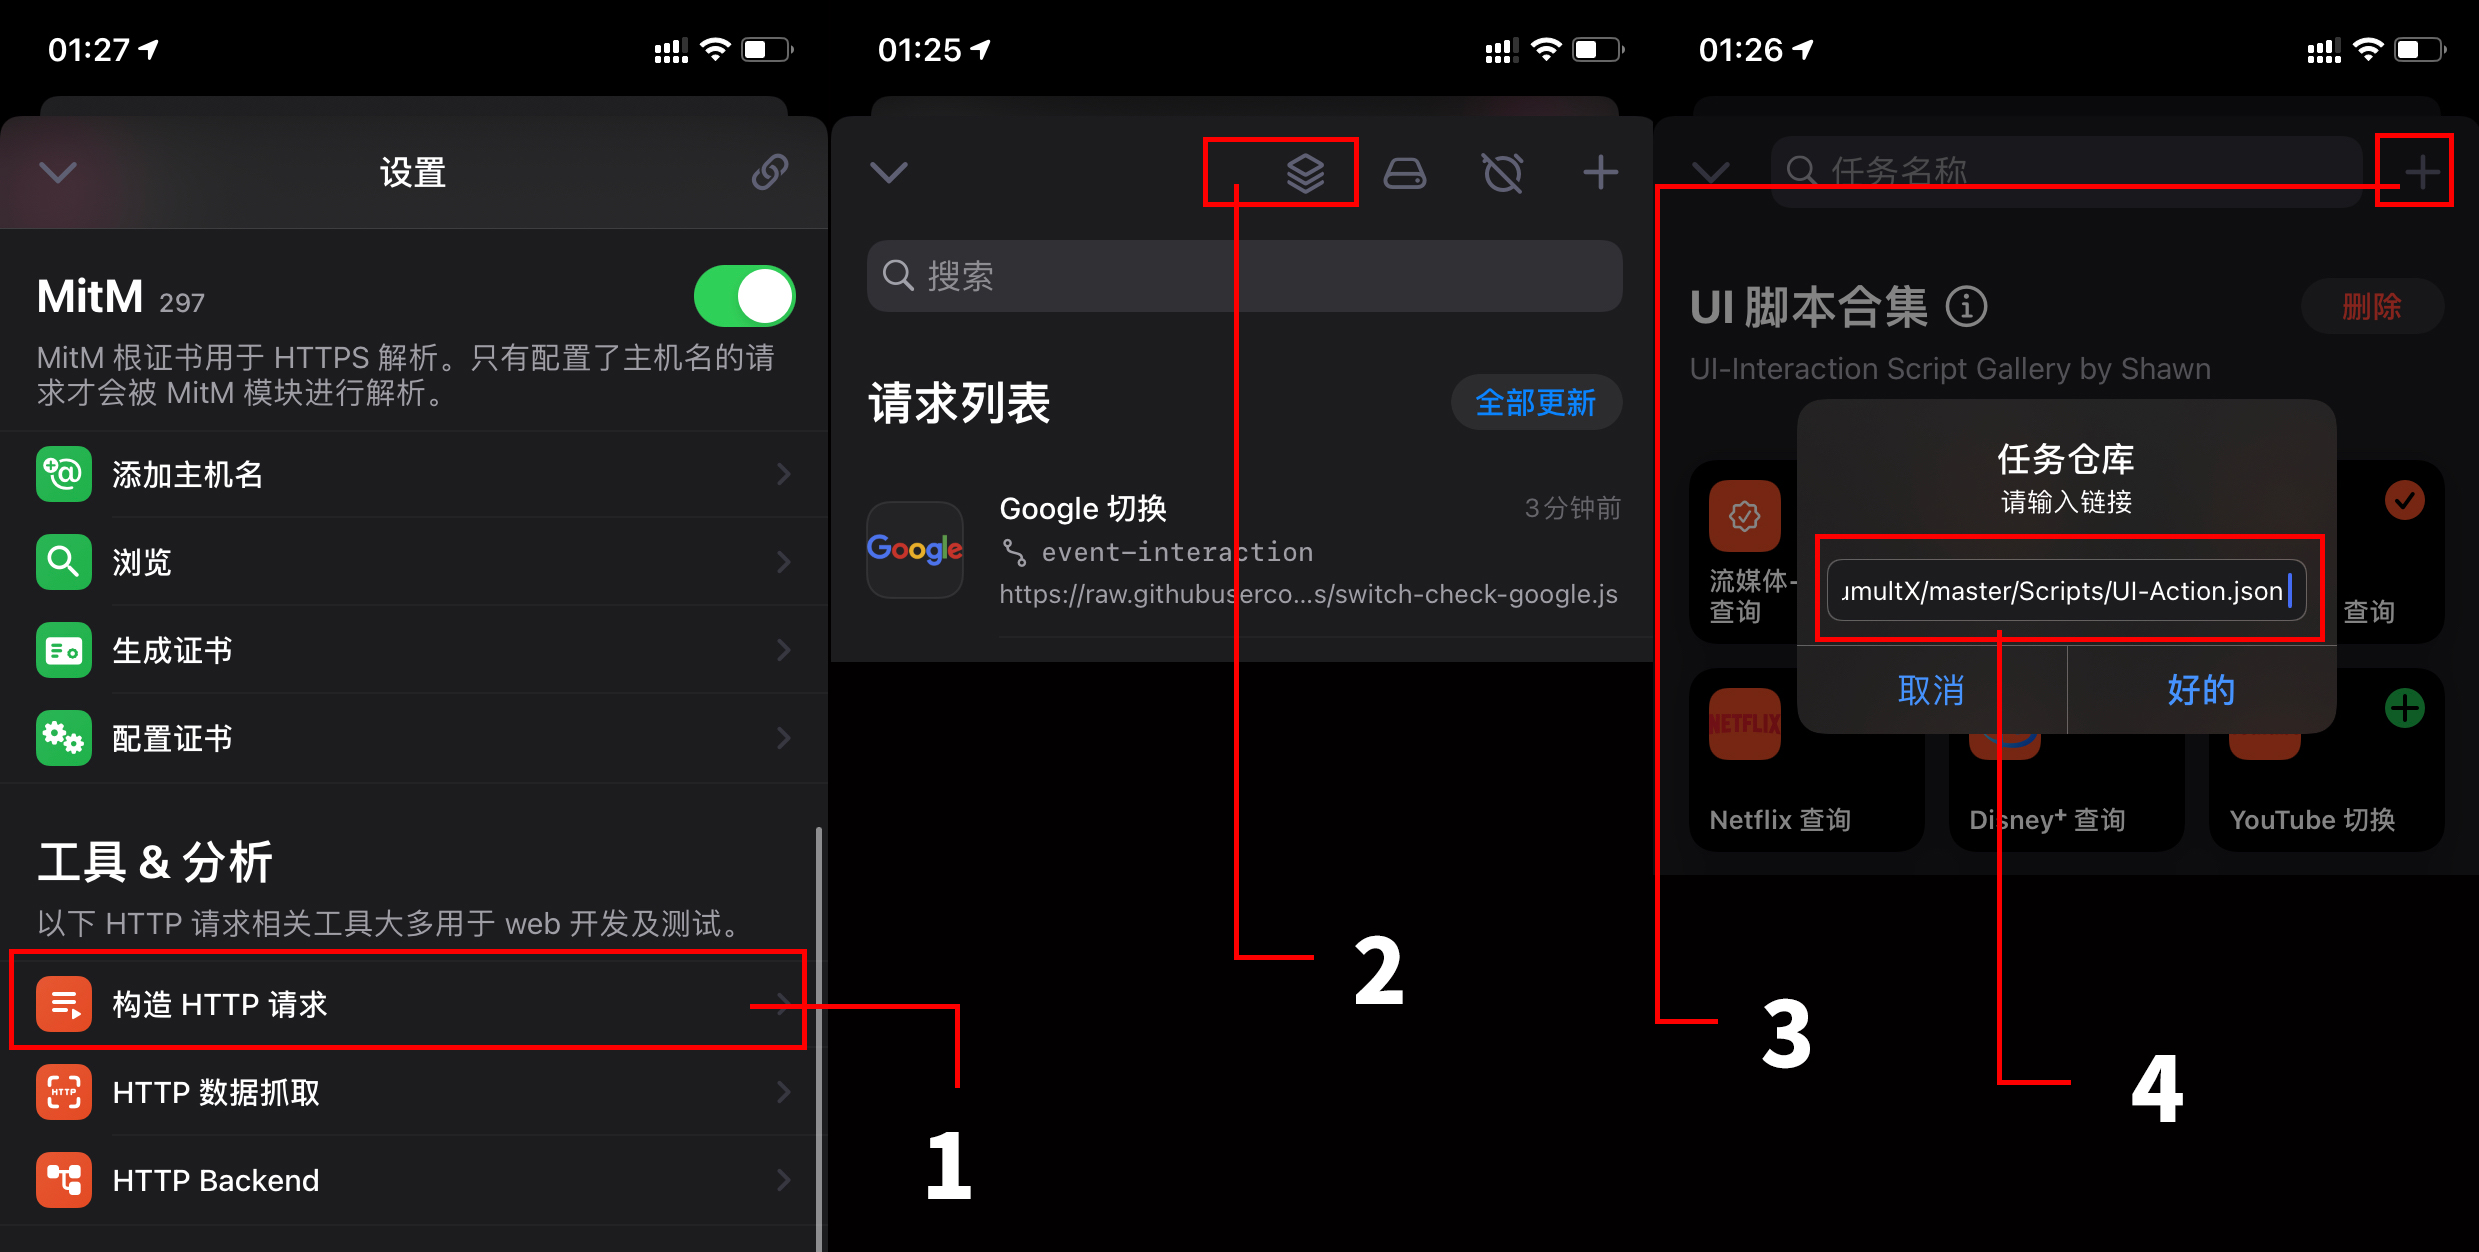 01:27
设置
MitM 297
MitM 根证书用于 HTTPS 解析。只有配置了主机名的请
求才会被 MitM 模块进行解析。
添加主机名
浏览
生成证书
配置证书
工具 & 分析
以下 HTTP 请求相关工具大多用于 web 开发及测试。
构造 HTTP 请求
HTTP
HTTP 数据抓取
HTTP Backend
1
01:25
搜索
请求列表
全部更新
Google
Google 切换
3 分钟前
event-interaction
https://raw.githubuserco...s/switch-check-google.js
2
01:26
任务名称
UI 脚本合集
删除
UI-Interaction Script Gallery by Shawn
任务仓库
请输入链接
umultX/master/Scripts/UI-Action.json
取消
好的
流媒体-
查询
查询
NETFLIX
Netflix 查询
Disney+ 查询
YouTube 切换
3
4